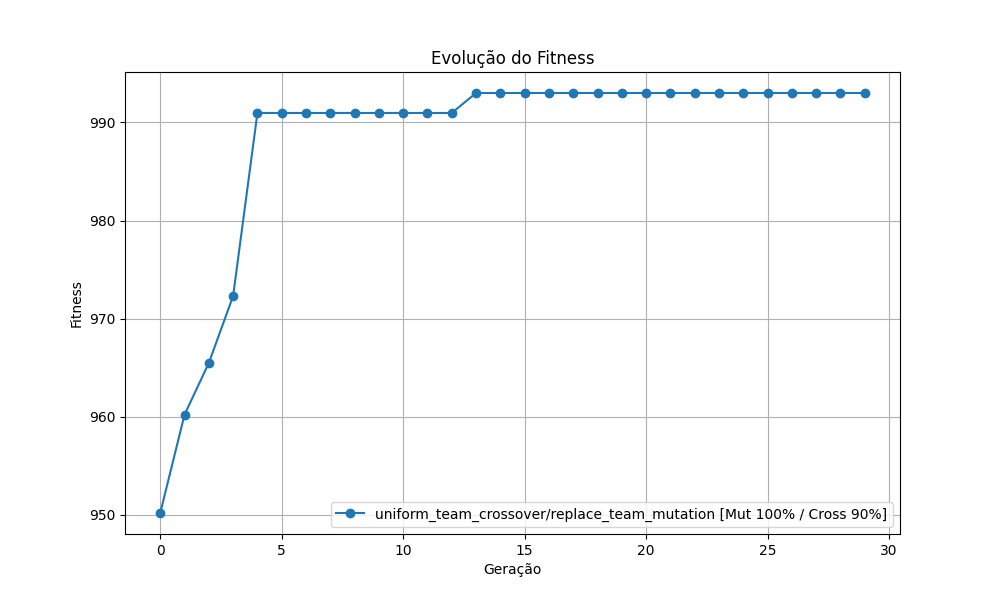 Evolução do Fitness
Fitness
990
980
970
960
950
uniform_team_crossover/replace_team_mutation [Mut 100% / Cross 90%]
0 5 10 15 20 25 30
Geração